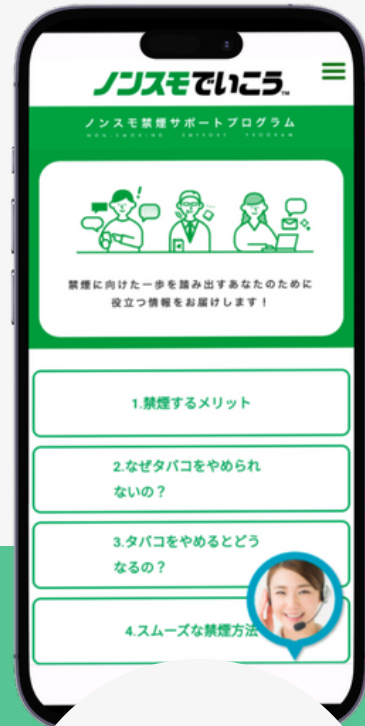 ノンスモでいこう™
ノンスモ禁煙サポートプログラム
NON-SMOKING SUPPORT PROGRAM
禁煙に向けた一歩を踏み出すあなたのために
役立つ情報をお届けします！
1.禁煙するメリット
2.なぜタバコをやめられ
ないの？
3.タバコをやめるとどう
なるの？
4.スムーズな禁煙方法